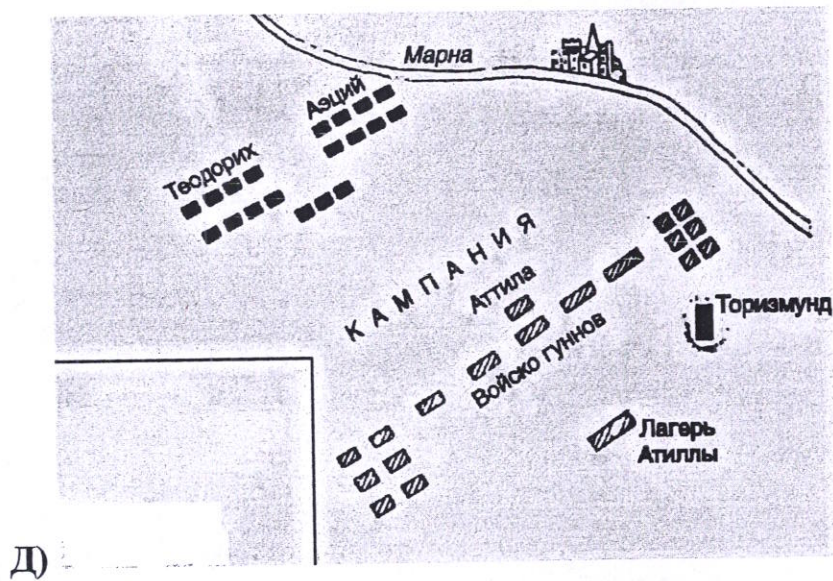 Марна
Аэций
Теодорих
КАМПАНИЯ
Аттила
Войско гуннов
Торизмунд
Лагерь
Атиллы
Д)